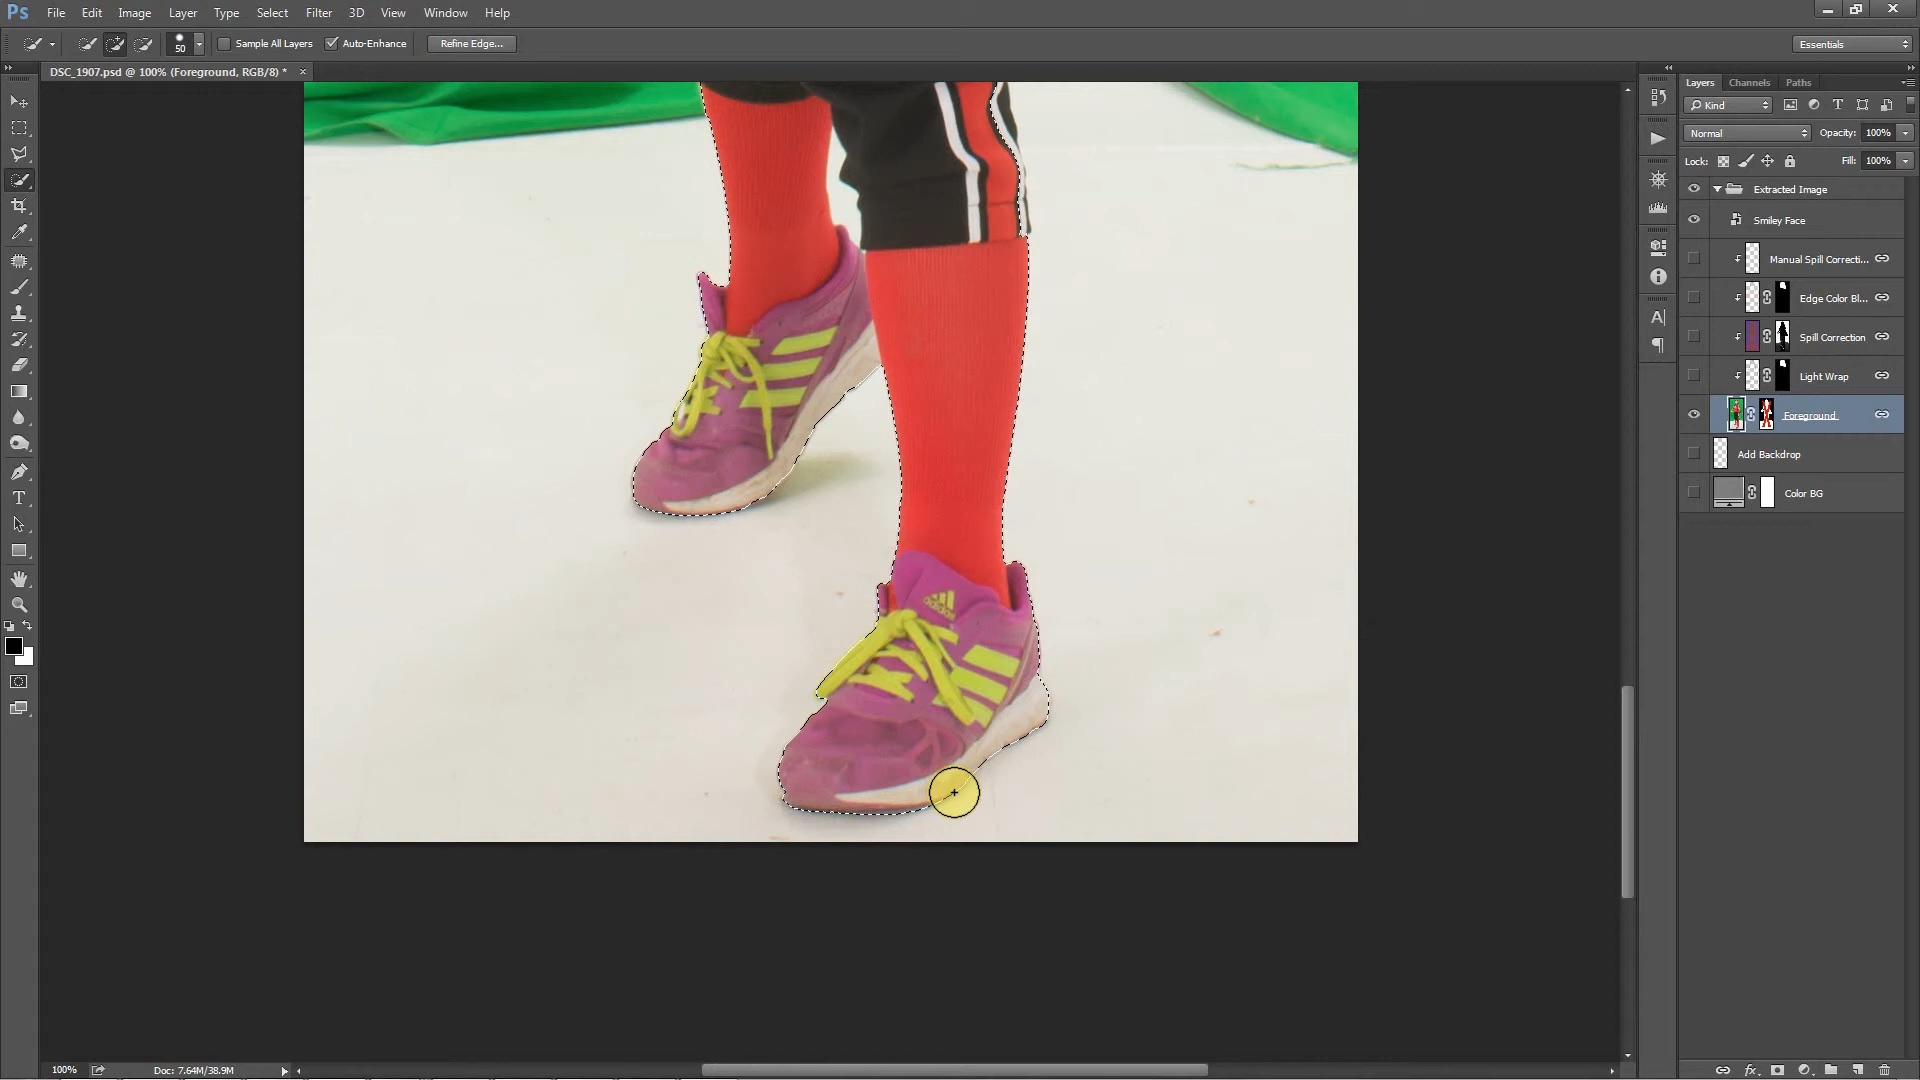 Ps File Edit Image Layer Type Select Filter 3D View Window Help
50 Sample All Layers Auto-Enhance Refine Edge... Essentials
DSC_1907.psd @ 100% (Foreground, RGB/8) * ×
Layers Channels Paths
Kind
Normal Opacity: 100%
Lock: Fill: 100%
Extracted Image
Smiley Face
Manual Spill Correcti...
Edge Color Bl...
Spill Correction
Light Wrap
Foreground
Add Backdrop
Color BG
adidas
100% Doc: 7.64M/38.9M